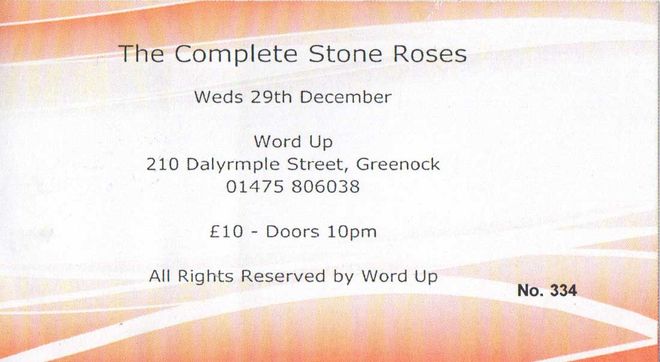 The Complete Stone Roses
Weds 29th December
Word Up
210 Dalyrmple Street, Greenock
01475 806038
£10 - Doors 10pm
All Rights Reserved by Word Up
No. 334